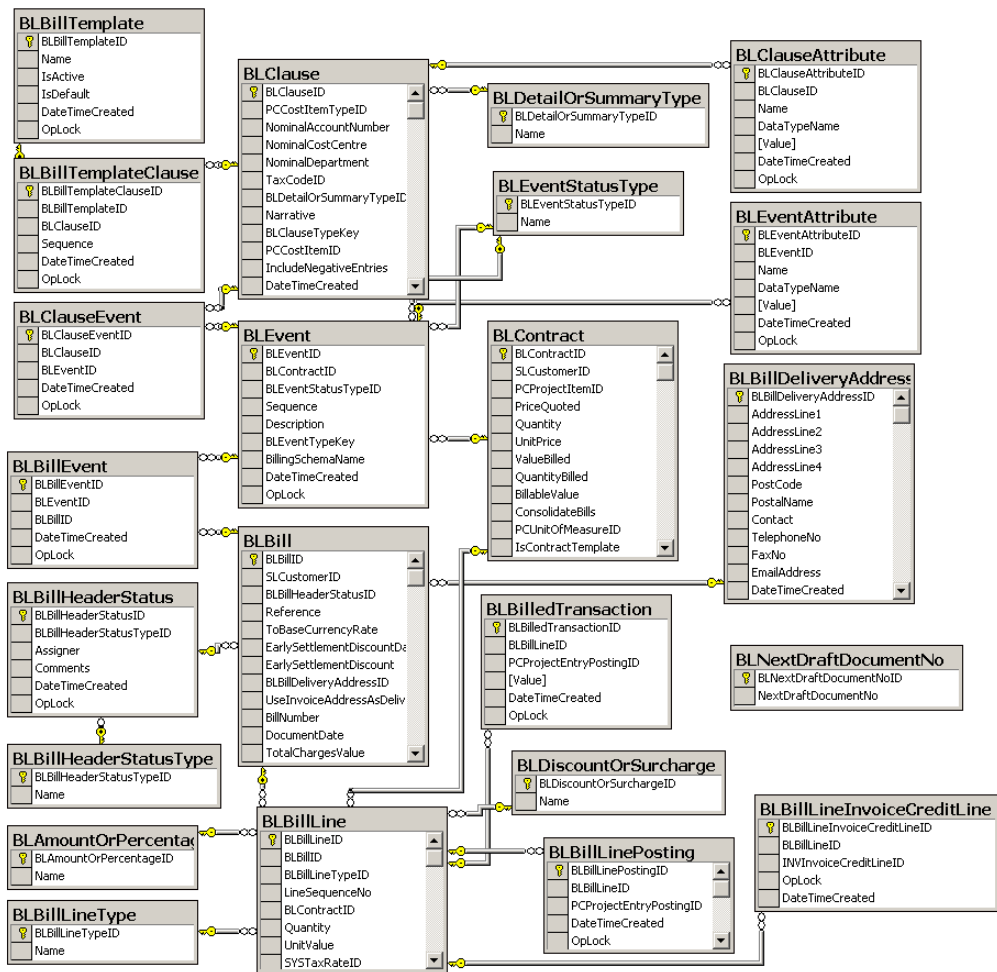 BLBillTemplate
BLBillTemplateID
Name
IsActive
IsDefault
DateTimeCreated
OpLock
BLBillTemplateClause
BLBillTemplateClauseID
BLBillTemplateID
BLClauseID
Sequence
DateTimeCreated
OpLock
BLClauseEvent
BLClauseEventID
BLClauseID
BLEventID
DateTimeCreated
OpLock
BLBillEvent
BLBillEventID
BLEventID
BLBillID
DateTimeCreated
OpLock
BLBillHeaderStatus
BLBillHeaderStatusID
BLBillHeaderStatusTypeID
Assigner
Comments
DateTimeCreated
OpLock
BLBillHeaderStatusType
BLBillHeaderStatusTypeID
Name
BLAmountOrPercentag
BLAmountOrPercentageID
Name
BLBillLineType
BLBillLineTypeID
Name
BLClause
BLClauseID
PCCostItemTypeID
NominalAccountNumber
NominalCostCentre
NominalDepartment
TaxCodeID
BLDetailOrSummaryTypeID
Narrative
BLClauseTypeKey
PCCostItemID
IncludeNegativeEntries
DateTimeCreated
BLEvent
BLEventID
BLContractID
BLEventStatusTypeID
Sequence
Description
BLEventTypeKey
BillingSchemaName
DateTimeCreated
OpLock
BLBill
BLBillID
SLCustomerID
BLBillHeaderStatusID
Reference
ToBaseCurrencyRate
EarlySettlementDiscountDa
EarlySettlementDiscount
BLBillDeliveryAddressID
UseInvoiceAddressAsDeliv
BillNumber
DocumentDate
TotalChargesValue
BLBillLine
BLBillLineID
BLBillID
BLBillLineTypeID
LineSequenceNo
BLContractID
Quantity
UnitValue
SYSTaxRateID
BLDetailOrSummaryType
BLDetailOrSummaryTypeID
Name
BLEventStatusType
BLEventStatusTypeID
Name
BLContract
BLContractID
SLCustomerID
PCProjectItemID
PriceQuoted
Quantity
UnitPrice
ValueBilled
QuantityBilled
BillableValue
ConsolidateBills
PCUnitOfMeasureID
IsContractTemplate
BLBilledTransaction
BLBilledTransactionID
BLBillLineID
PCProjectEntryPostingID
[Value]
DateTimeCreated
OpLock
BLDiscountOrSurcharge
BLDiscountOrSurchargeID
Name
BLBillLinePosting
BLBillLinePostingID
BLBillLineID
PCProjectEntryPostingID
DateTimeCreated
OpLock
BLClauseAttribute
BLClauseAttributeID
BLClauseID
Name
DataTypeName
[Value]
DateTimeCreated
OpLock
BLEventAttribute
BLEventAttributeID
BLEventID
Name
DataTypeName
[Value]
DateTimeCreated
OpLock
BLBillDeliveryAddress
BLBillDeliveryAddressID
AddressLine1
AddressLine2
AddressLine3
AddressLine4
PostCode
PostalName
Contact
TelephoneNo
FaxNo
EmailAddress
DateTimeCreated
BLNextDraftDocumentNo
BLNextDraftDocumentNoID
NextDraftDocumentNo
BLBillLineInvoiceCreditLine
BLBillLineInvoiceCreditLineID
BLBillLineID
INVInvoiceCreditLineID
OpLock
DateTimeCreated